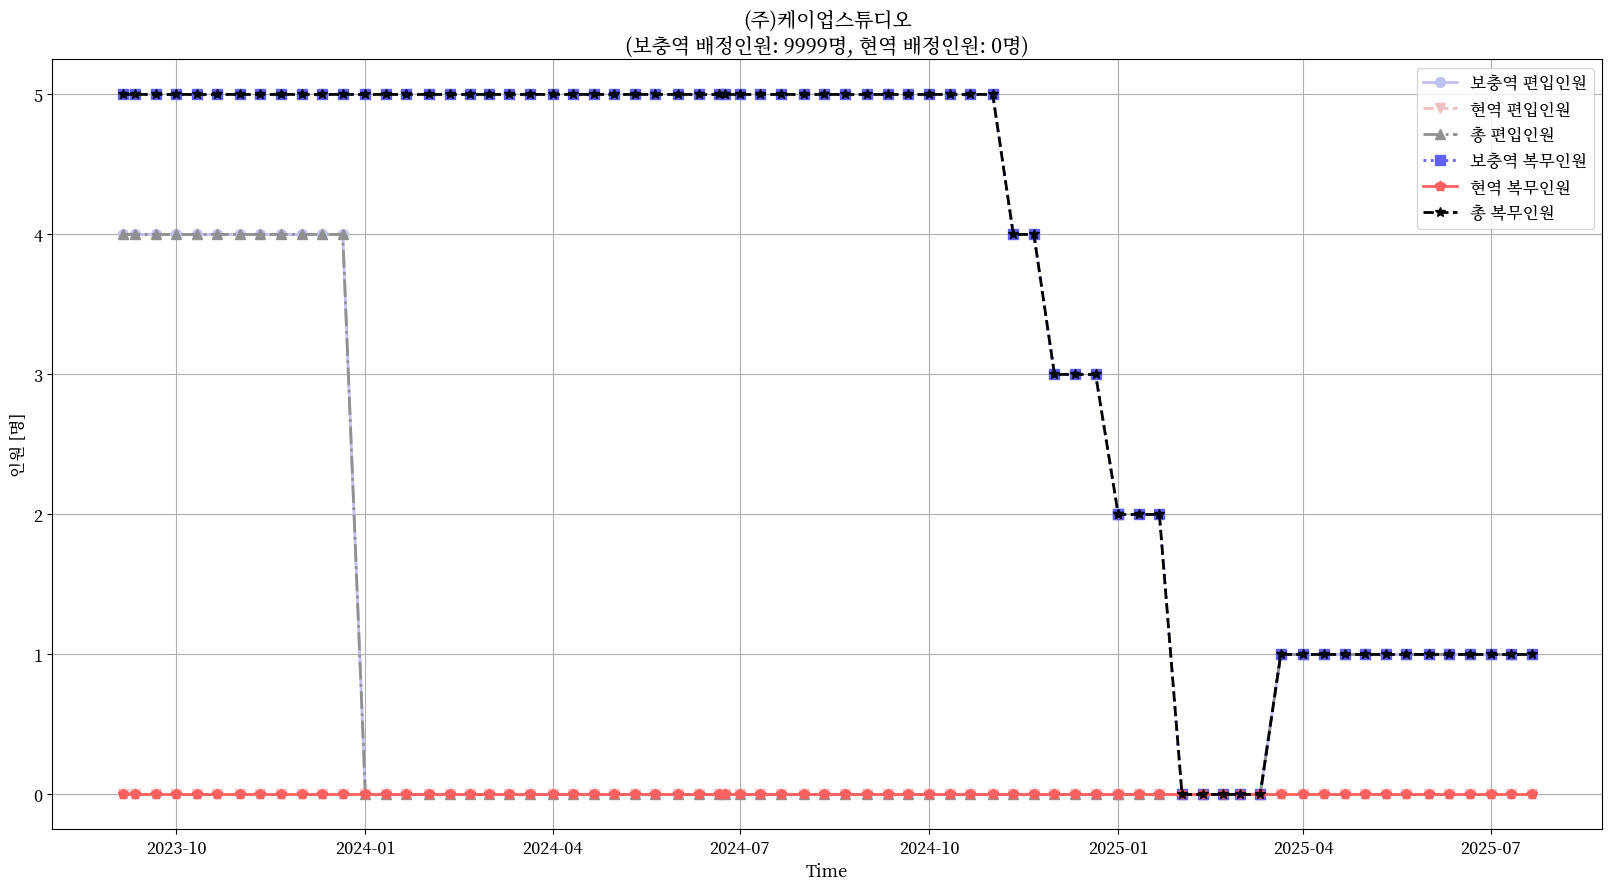 (주)케이업스튜디오
(보충역 배정인원: 9999명, 현역 배정인원: 0명)
보충역 편입인원
현역 편입인원
총 편입인원
보충역 복무인원
현역 복무인원
총 복무인원
인원 [명]
5
4
3
2
1
0
2023-10
2024-01
2024-04
2024-07
2024-10
2025-01
2025-04
2025-07
Time